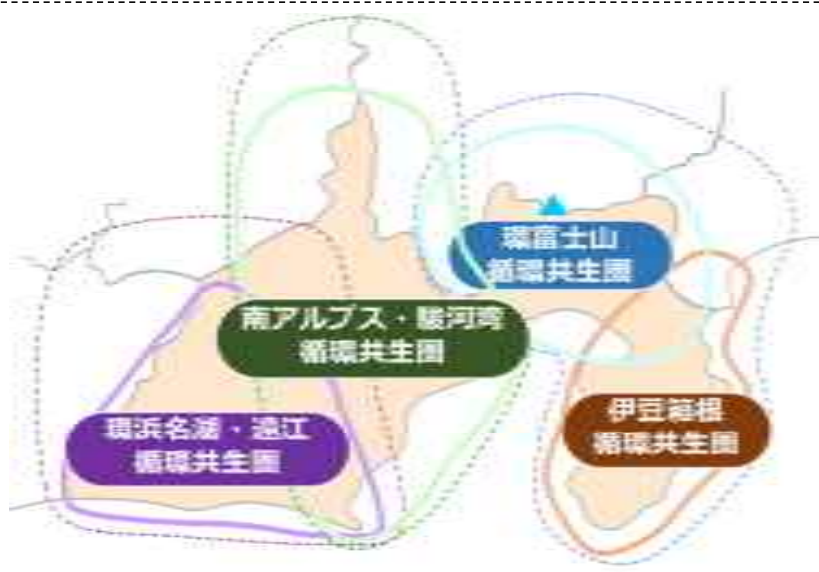 環富士山
循環共生圏
南アルプス・駿河湾
循環共生圏
環浜名湖・遠江
循環共生圏
伊豆箱根
循環共生圏